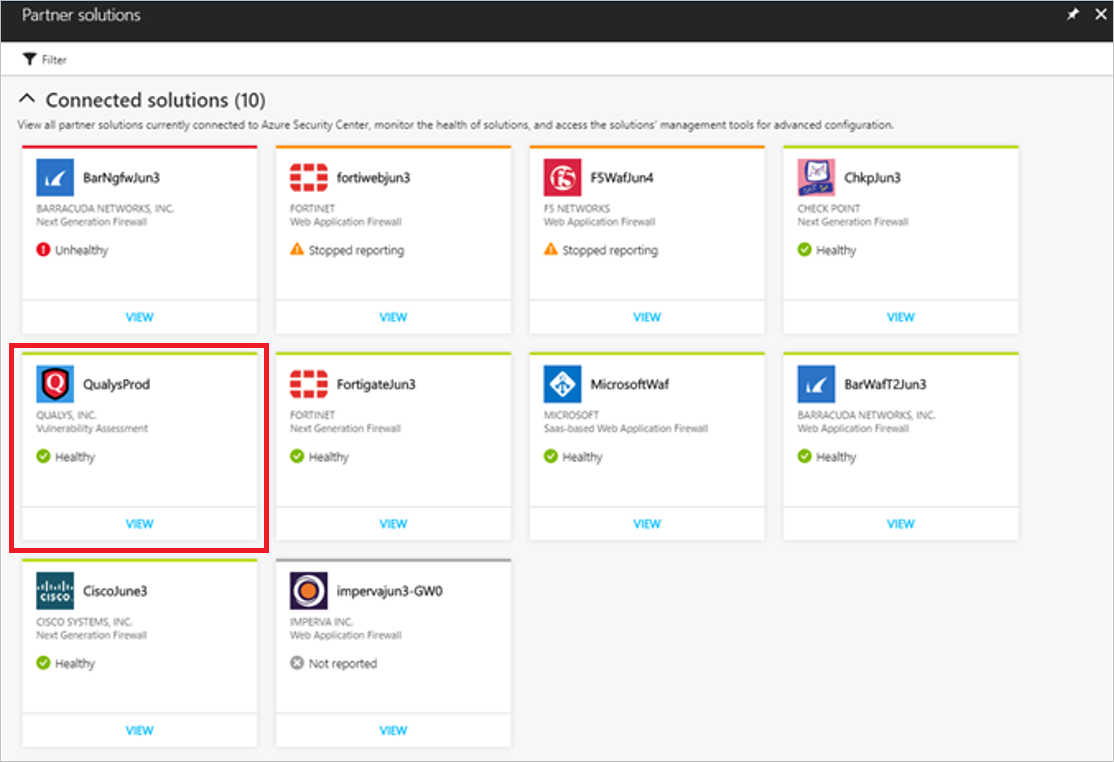 Partner solutions
Filter
Connected solutions (10)
View all partner solutions currently connected to Azure Security Center, monitor the health of solutions, and access the solutions' management tools for advanced configuration.
BarNgfwJun3
BARRACUDA NETWORKS, INC.
Next Generation Firewall
Unhealthy
VIEW
fortiwebjun3
FORTINET
Web Application Firewall
Stopped reporting
VIEW
F5WafJun4
F5 NETWORKS
Web Application Firewall
Stopped reporting
VIEW
ChkpJun3
CHECK POINT
Next Generation Firewall
Healthy
VIEW
QualysProd
QUALYS, INC.
Vulnerability Assessment
Healthy
VIEW
FortigateJun3
FORTINET
Next Generation Firewall
Healthy
VIEW
MicrosoftWaf
MICROSOFT
Saas-based Web Application Firewall
Healthy
VIEW
BarWafT2Jun3
BARRACUDA NETWORKS, INC.
Web Application Firewall
Healthy
VIEW
CISCO
CiscoJune3
CISCO SYSTEMS, INC.
Next Generation Firewall
Healthy
VIEW
impervajun3-GW0
IMPERVA INC.
Web Application Firewall
Not reported
VIEW